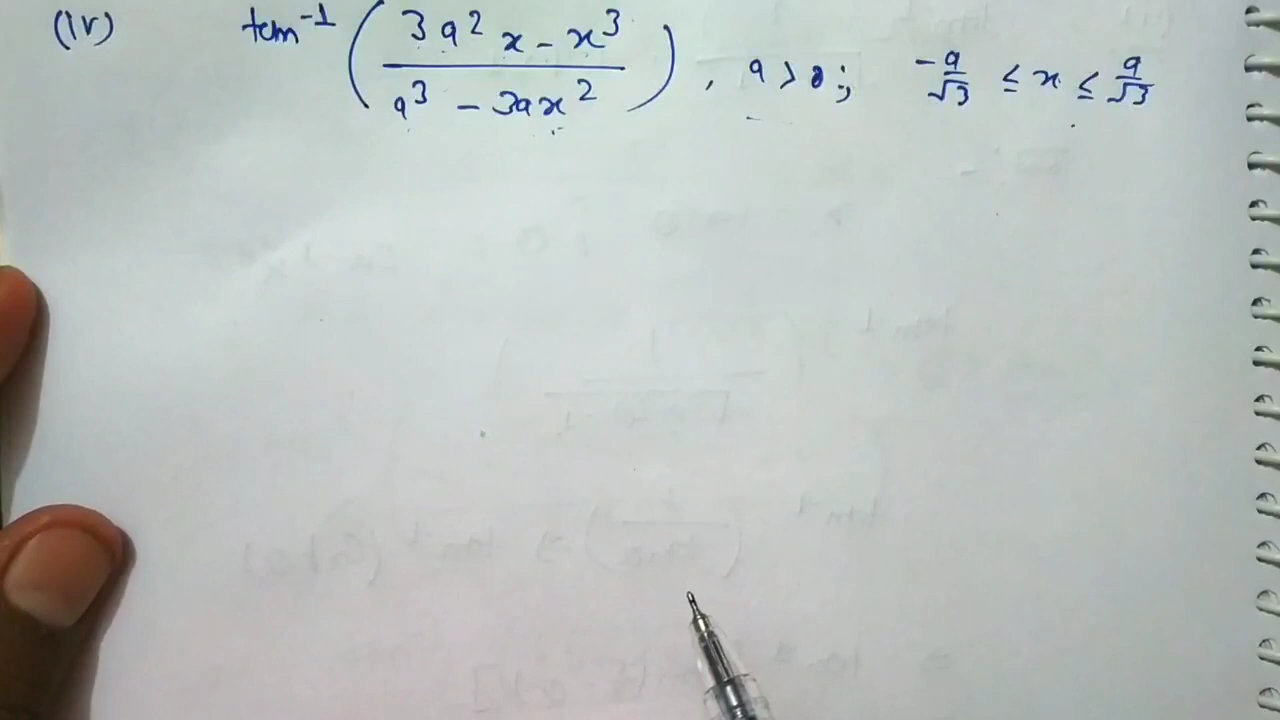 (iv) tan⁻¹ ( (3a²x - x³) / (a³ - 3ax²) ) , a > 0 ; -a/√3 ≤ x ≤ a/√3